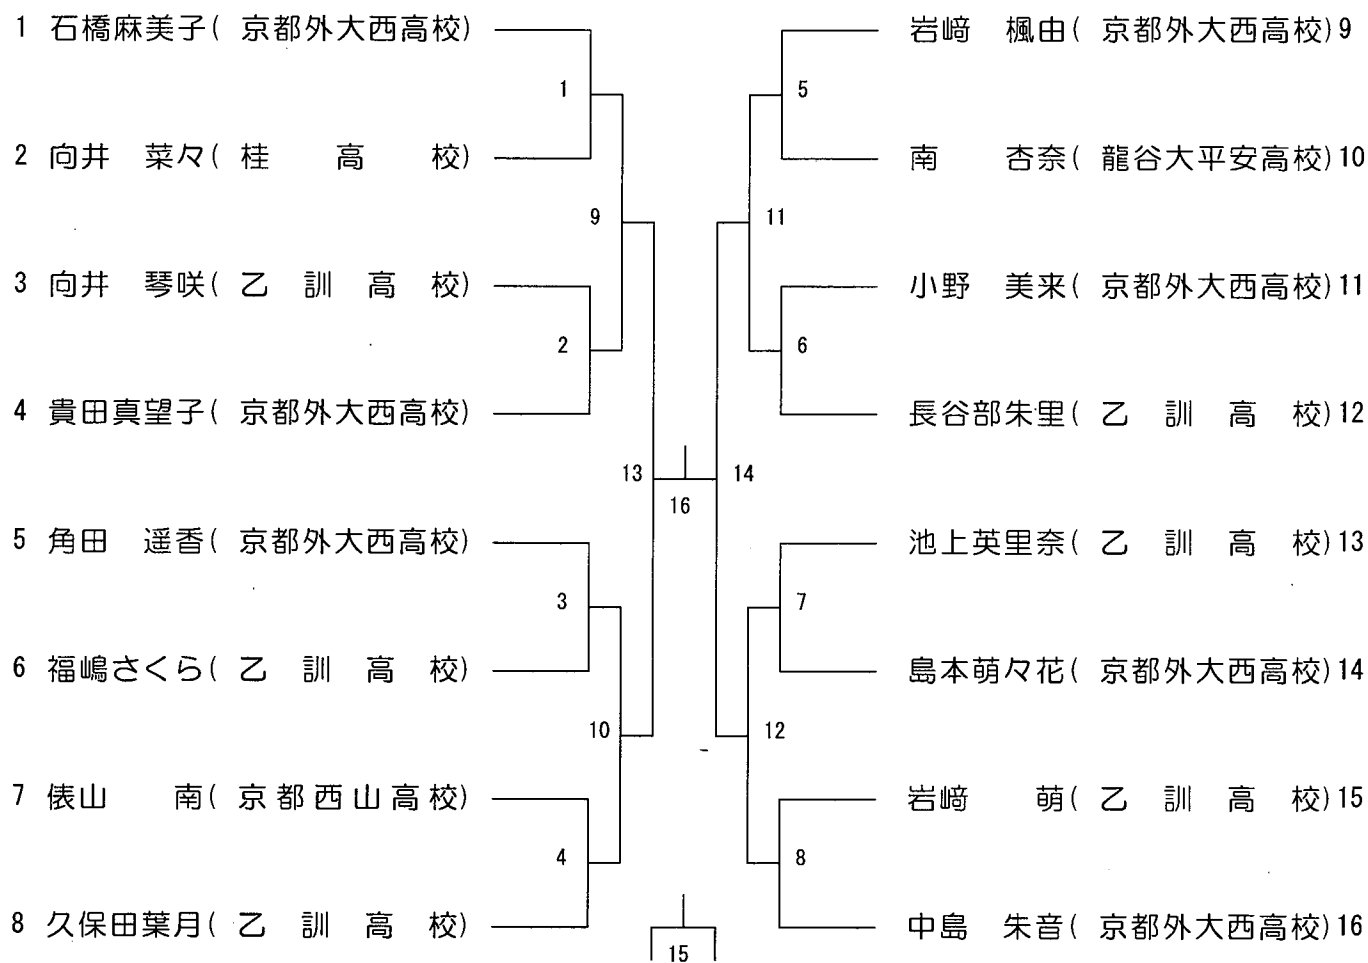 1 石橋麻美子( 京都外大西高校)
1
2 向井 菜々( 桂 高 校)
9
3 向井 琴咲( 乙 訓 高 校)
2
4 貴田真望子( 京都外大西高校)
13
5 角田 遥香( 京都外大西高校)
3
6 福嶋さくら( 乙 訓 高 校)
10
7 俵山 南( 京都西山高校)
4
8 久保田葉月( 乙 訓 高 校)
16
15
岩﨑 楓由( 京都外大西高校) 9
5
南 杏奈( 龍谷大平安高校) 10
11
小野 美来( 京都外大西高校) 11
6
長谷部朱里( 乙 訓 高 校) 12
14
池上英里奈( 乙 訓 高 校) 13
7
島本萌々花( 京都外大西高校) 14
12
岩﨑 萌( 乙 訓 高 校) 15
8
中島 朱音( 京都外大西高校) 16